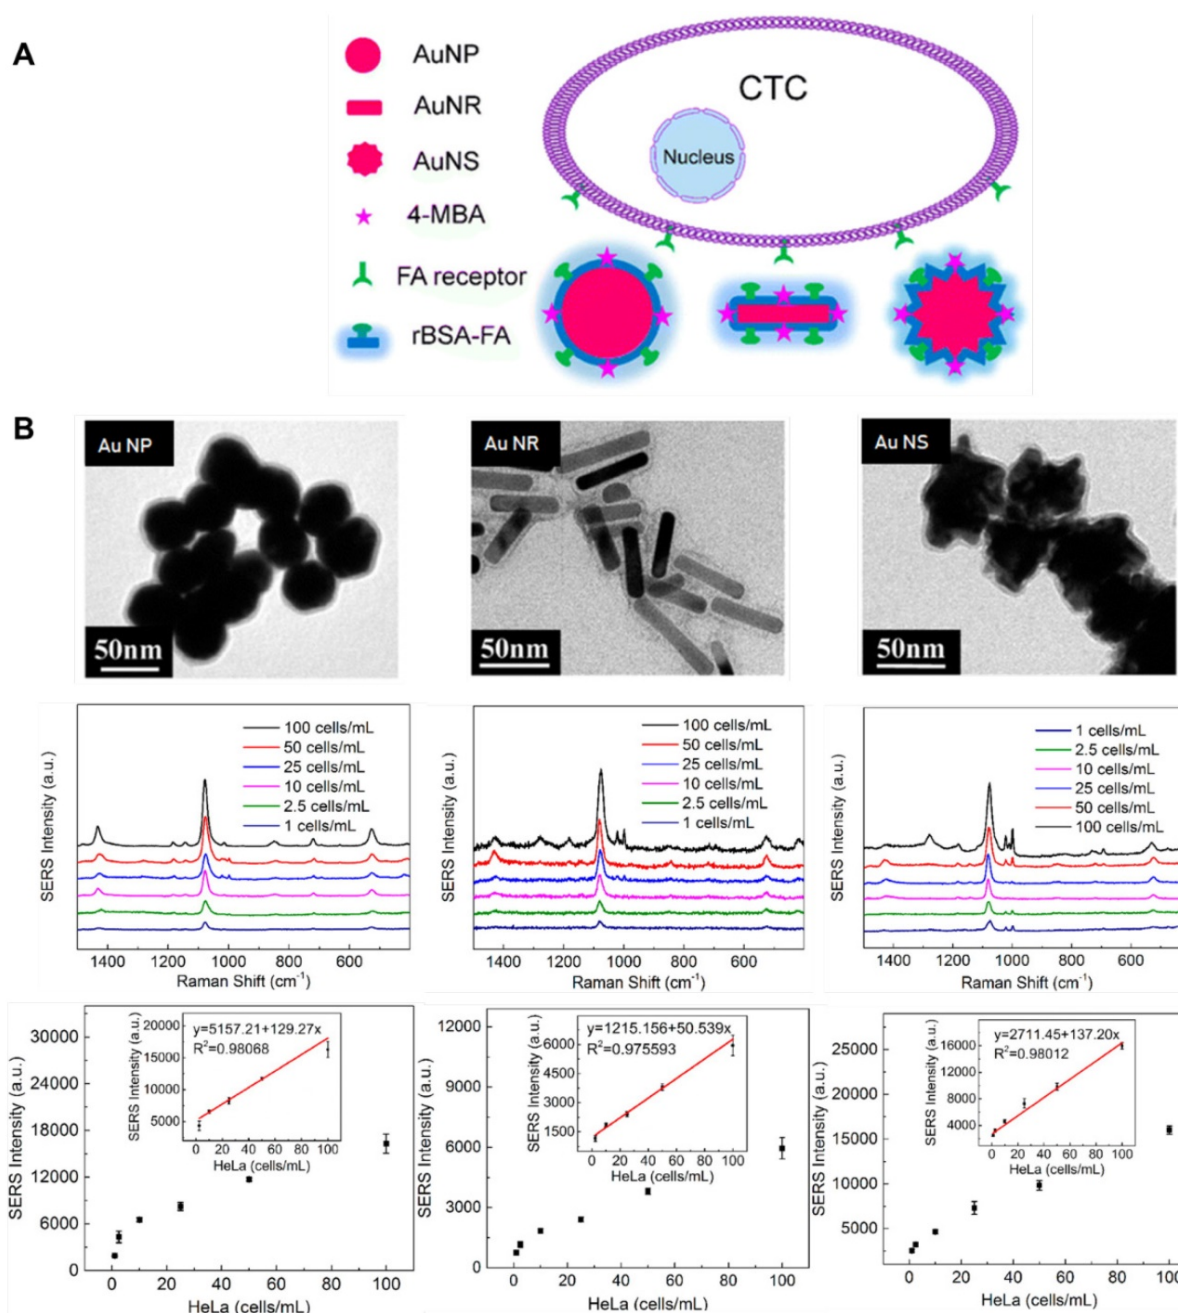 A
AuNP
AuNR
AuNS
4-MBA
FA receptor
rBSA-FA
CTC
Nucleus
B
Au NP
50nm
Au NR
50nm
Au NS
50nm
SERS Intensity (a.u.)
100 cells/mL
50 cells/mL
25 cells/mL
10 cells/mL
2.5 cells/mL
1 cells/mL
1400 1200 1000 800 600
Raman Shift (cm⁻¹)
SERS Intensity (a.u.)
100 cells/mL
50 cells/mL
25 cells/mL
10 cells/mL
2.5 cells/mL
1 cells/mL
1400 1200 1000 800 600
Raman Shift (cm⁻¹)
SERS Intensity (a.u.)
1 cells/mL
2.5 cells/mL
10 cells/mL
25 cells/mL
50 cells/mL
100 cells/mL
1400 1200 1000 800 600
Raman Shift (cm⁻¹)
SERS Intensity (a.u.)
30000
24000
18000
12000
6000
0
SERS Intensity (a.u.)
20000
15000
10000
5000
y=5157.21+129.27x
R²=0.98068
0 20 40 60 80 100
HeLa (cells/mL)
0 20 40 60 80 100
HeLa (cells/mL)
SERS Intensity (a.u.)
12000
9000
6000
3000
0
SERS Intensity (a.u.)
6000
4500
3000
1500
y=1215.156+50.539x
R²=0.975593
0 20 40 60 80 100
HeLa (cells/mL)
0 20 40 60 80 100
HeLa (cells/mL)
SERS Intensity (a.u.)
25000
20000
15000
10000
5000
SERS Intensity (a.u.)
16000
12000
8000
4000
y=2711.45+137.20x
R²=0.98012
0 20 40 60 80 100
HeLa (cells/mL)
0 20 40 60 80 100
HeLa (cells/mL)